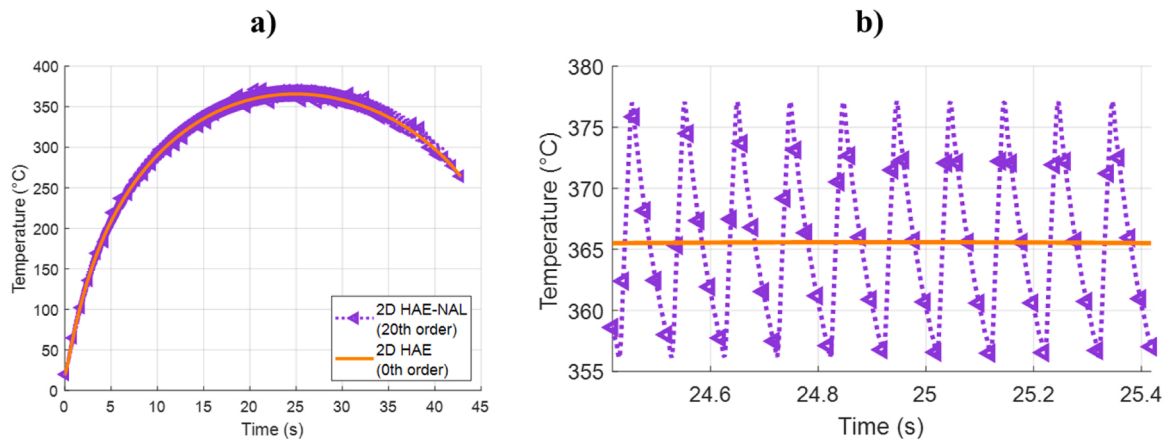 a)
400
350
300
250
200
150
100
50
0
Temperature (°C)
0 5 10 15 20 25 30 35 40 45
Time (s)
2D HAE-NAL
(20th order)
2D HAE
(0th order)
b)
380
375
370
365
360
355
Temperature (°C)
24.6 24.8 25 25.2 25.4
Time (s)